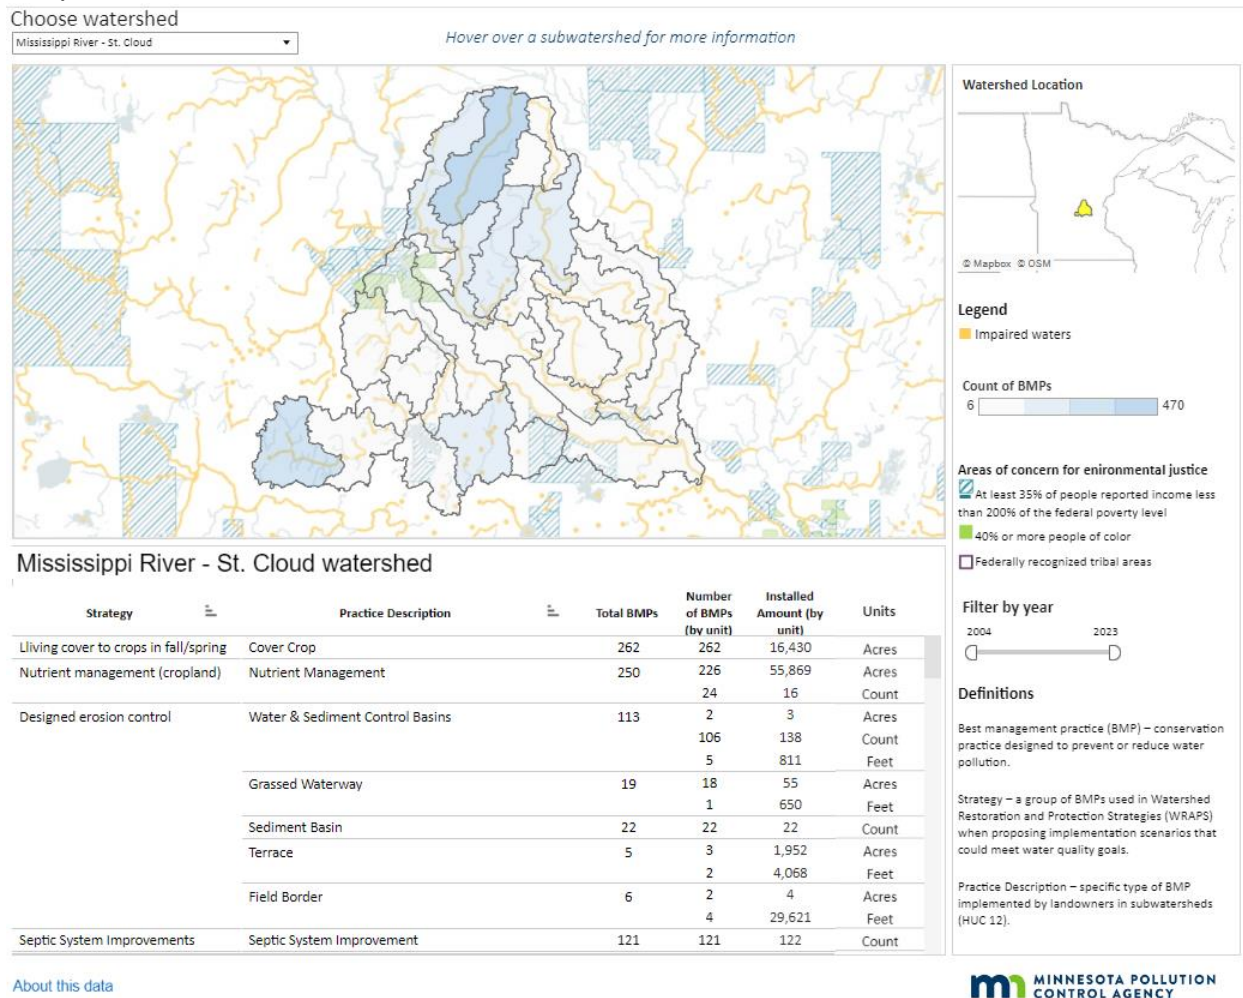 Choose watershed
Mississippi River - St. Cloud
Hover over a subwatershed for more information
Watershed Location
© Mapbox © OSM
Legend
Impaired waters
Count of BMPs
6 470
Areas of concern for enironmental justice
At least 35% of people reported income less
than 200% of the federal poverty level
40% or more people of color
Federally recognized tribal areas
Filter by year
2004 2023
Definitions
Best management practice (BMP) – conservation
practice designed to prevent or reduce water
pollution.
Strategy – a group of BMPs used in Watershed
Restoration and Protection Strategies (WRAPS)
when proposing implementation scenarios that
could meet water quality goals.
Practice Description – specific type of BMP
implemented by landowners in subwatersheds
(HUC 12).
Mississippi River - St. Cloud watershed
Strategy Practice Description Total BMPs Number of BMPs (by unit) Installed Amount (by unit) Units
Lliving cover to crops in fall/spring Cover Crop 262 262 16,430 Acres
Nutrient management (cropland) Nutrient Management 250 226 55,869 Acres
24 16 Count
Designed erosion control Water & Sediment Control Basins 113 2 3 Acres
106 138 Count
5 811 Feet
Grassed Waterway 19 18 55 Acres
1 650 Feet
Sediment Basin 22 22 22 Count
Terrace 5 3 1,952 Acres
2 4,068 Feet
Field Border 6 2 4 Acres
4 29,621 Feet
Septic System Improvements Septic System Improvement 121 121 122 Count
About this data
MINNESOTA POLLUTION
CONTROL AGENCY